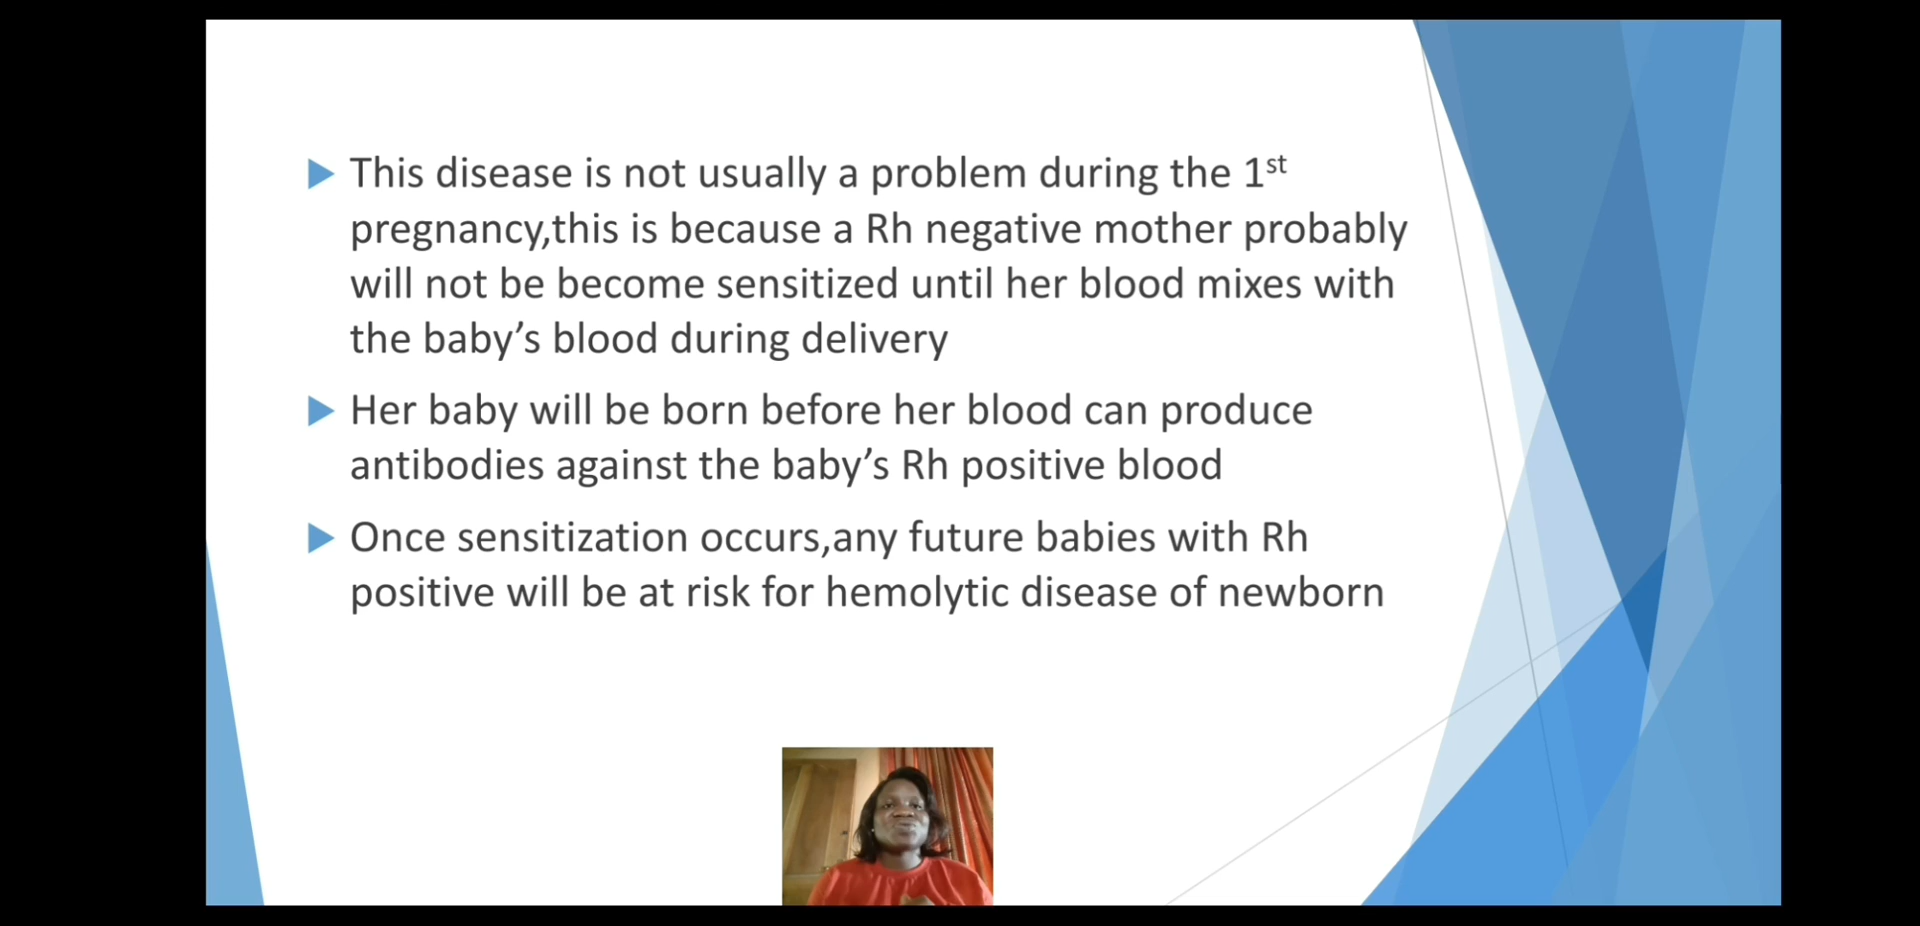 This disease is not usually a problem during the 1st
pregnancy,this is because a Rh negative mother probably
will not be become sensitized until her blood mixes with
the baby’s blood during delivery
Her baby will be born before her blood can produce
antibodies against the baby’s Rh positive blood
Once sensitization occurs,any future babies with Rh
positive will be at risk for hemolytic disease of newborn